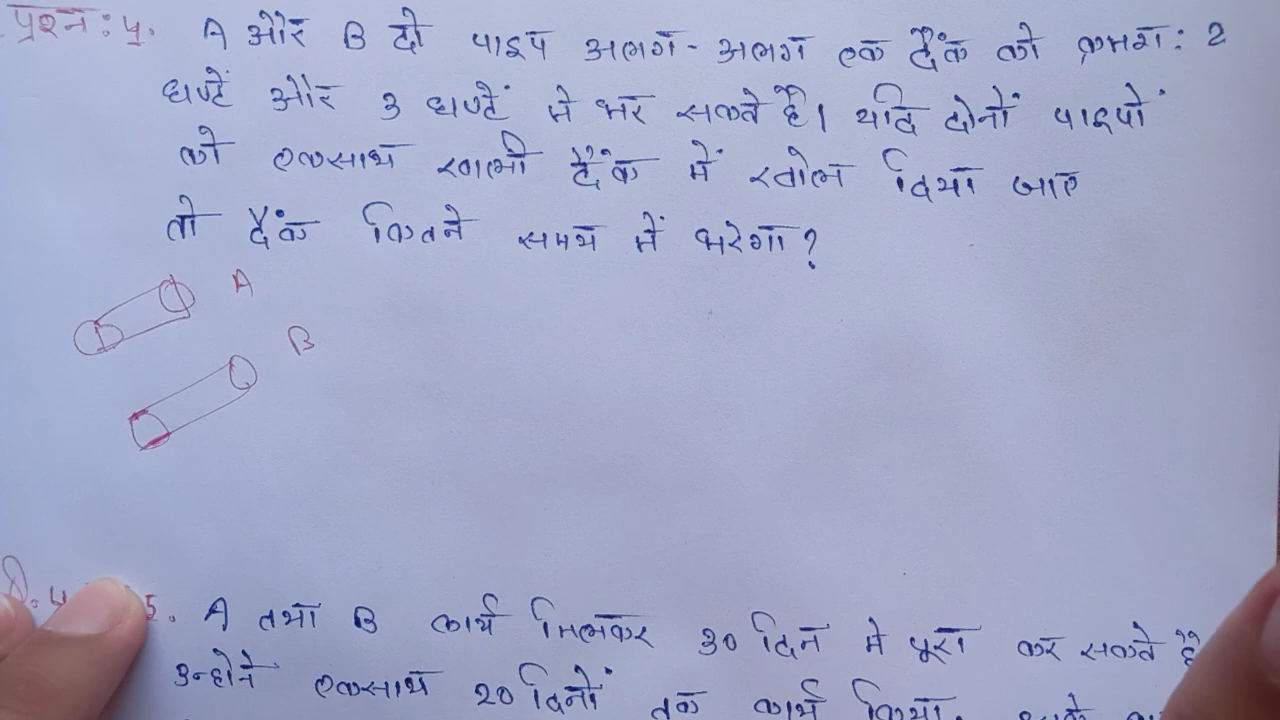 प्रश्न: 4. A और B दो पाइप अलग-अलग एक टैंक को क्रमश: 2
घण्टें और 3 घण्टें में भर सकते है। यदि दोनों पाइपों
को एकसाथ खाली टैंक में खोल दिया जाए
तो टैंक कितने समय में भरेगा?
A
B
5. A तथा B कार्य मिलकर 30 दिन मे पूरा कर सकते है
उन्होने एकसाथ 20 दिनों तक कार्य किया